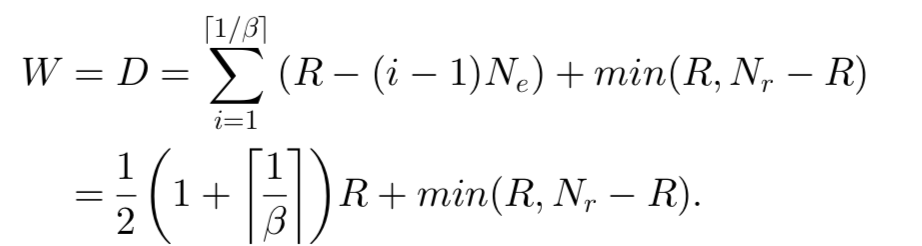 W = D = \sum_{i=1}^{\lceil 1/\beta \rceil} (R - (i - 1)N_e) + min(R, N_r - R)
= \frac{1}{2} \left( 1 + \left\lceil \frac{1}{\beta} \right\rceil \right) R + min(R, N_r - R).